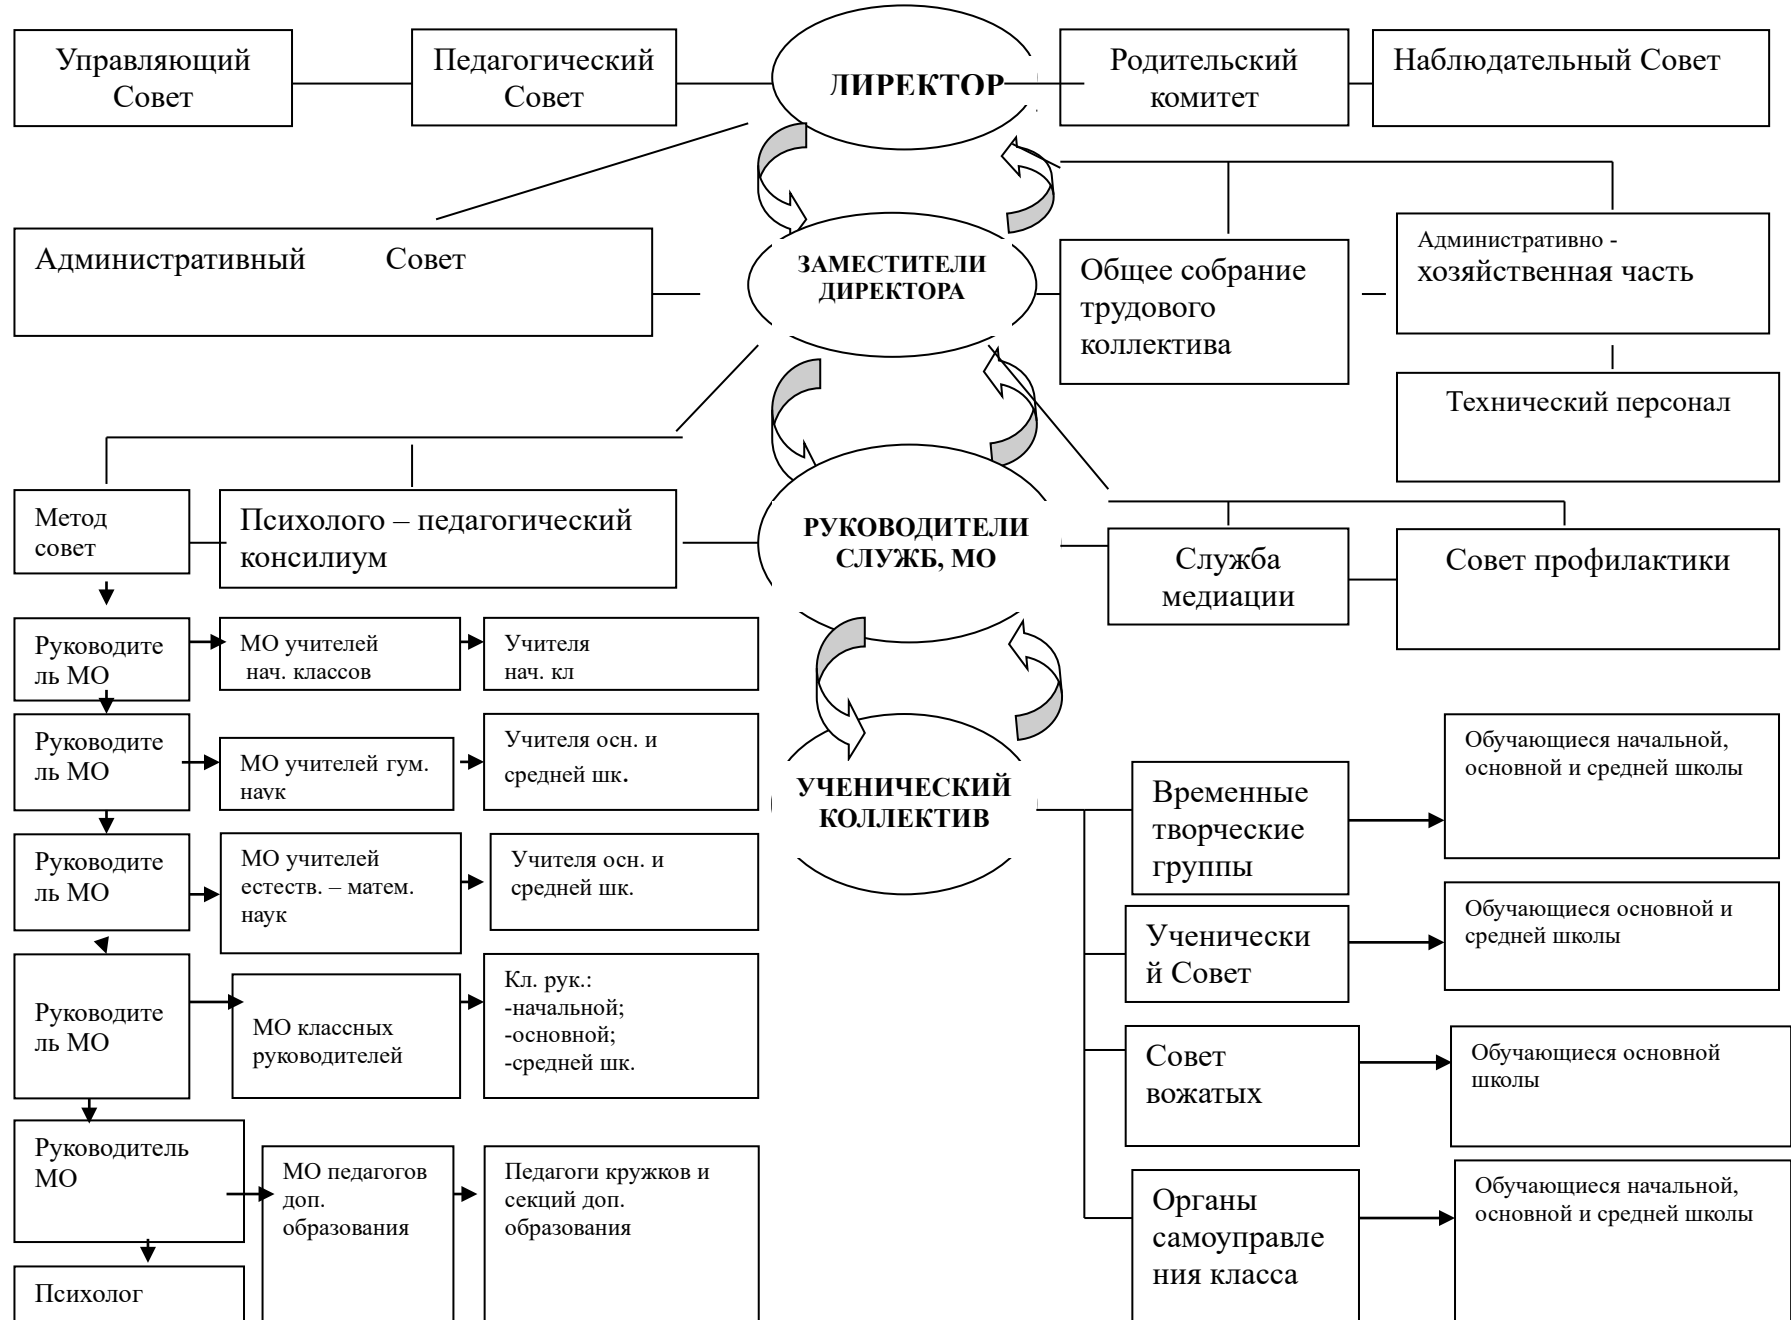 Управляющий
Совет
Педагогический
Совет
ДИРЕКТОР
Родительский
комитет
Наблюдательный Совет
Административный Совет
ЗАМЕСТИТЕЛИ
ДИРЕКТОРА
Общее собрание
трудового
коллектива
Административно -
хозяйственная часть
Технический персонал
Метод
совет
Психолого – педагогический
консилиум
РУКОВОДИТЕЛИ
СЛУЖБ, МО
Служба
медиации
Совет профилактики
Руководите
ль МО
МО учителей
нач. классов
Учителя
нач. кл
Руководите
ль МО
МО учителей гум.
наук
Учителя осн. и
средней шк.
УЧЕНИЧЕСКИЙ
КОЛЛЕКТИВ
Временные
творческие
группы
Обучающиеся начальной,
основной и средней школы
Руководите
ль МО
МО учителей
естеств. – матем.
наук
Учителя осн. и
средней шк.
Ученически
й Совет
Обучающиеся основной и
средней школы
Руководите
ль МО
МО классных
руководителей
Кл. рук.:
-начальной;
-основной;
-средней шк.
Совет
вожатых
Обучающиеся основной
школы
Руководитель
МО
МО педагогов
доп.
образования
Педагоги кружков и
секций доп.
образования
Органы
самоуправле
ния класса
Обучающиеся начальной,
основной и средней школы
Психолог